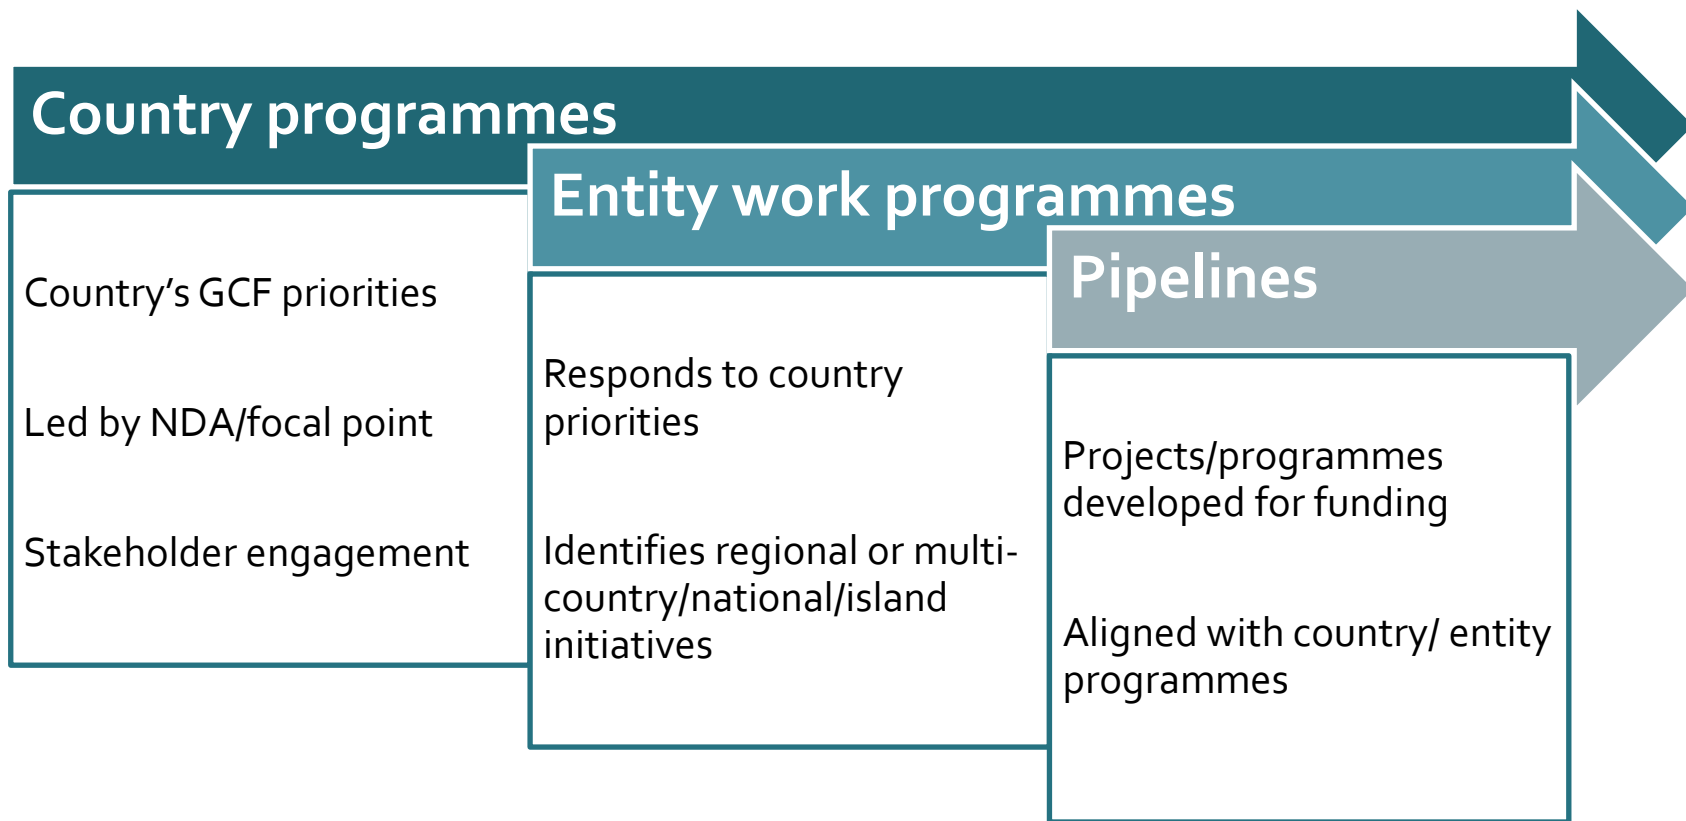 Country programmes
Country’s GCF priorities
Led by NDA/focal point
Stakeholder engagement
Entity work programmes
Responds to country
priorities
Identifies regional or multi-
country/national/island
initiatives
Pipelines
Projects/programmes
developed for funding
Aligned with country/ entity
programmes